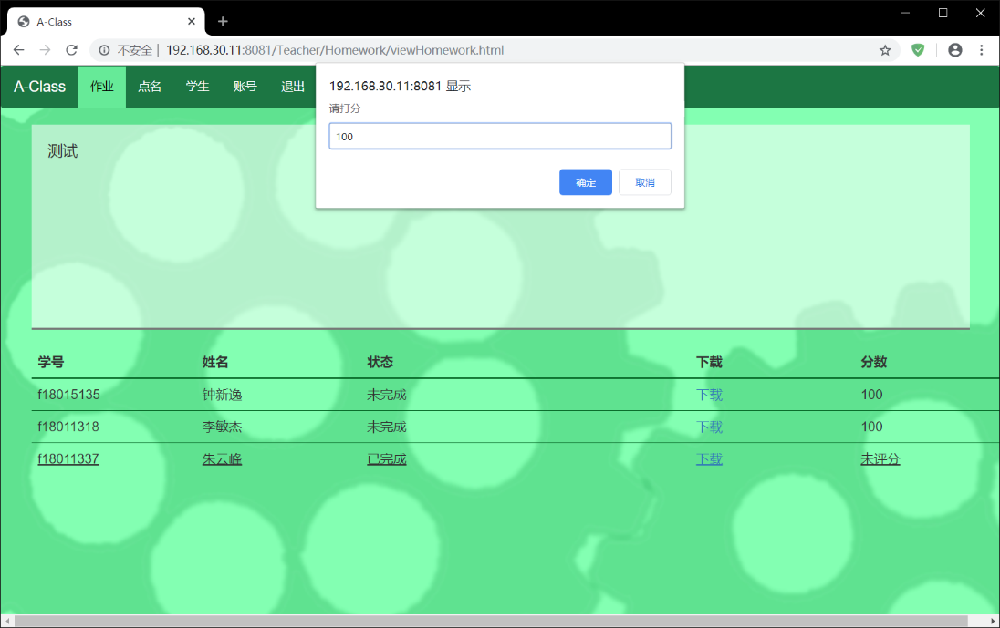 A-Class
不安全 | 192.168.30.11:8081/Teacher/Homework/viewHomework.html
A-Class 作业 点名 学生 账号 退出
192.168.30.11:8081 显示
请打分
100
确定 取消
测试
学号 姓名 状态 下载 分数
f18015135 钟新逸 未完成 下载 100
f18011318 李敏杰 未完成 下载 100
f18011337 朱云峰 已完成 下载 未评分